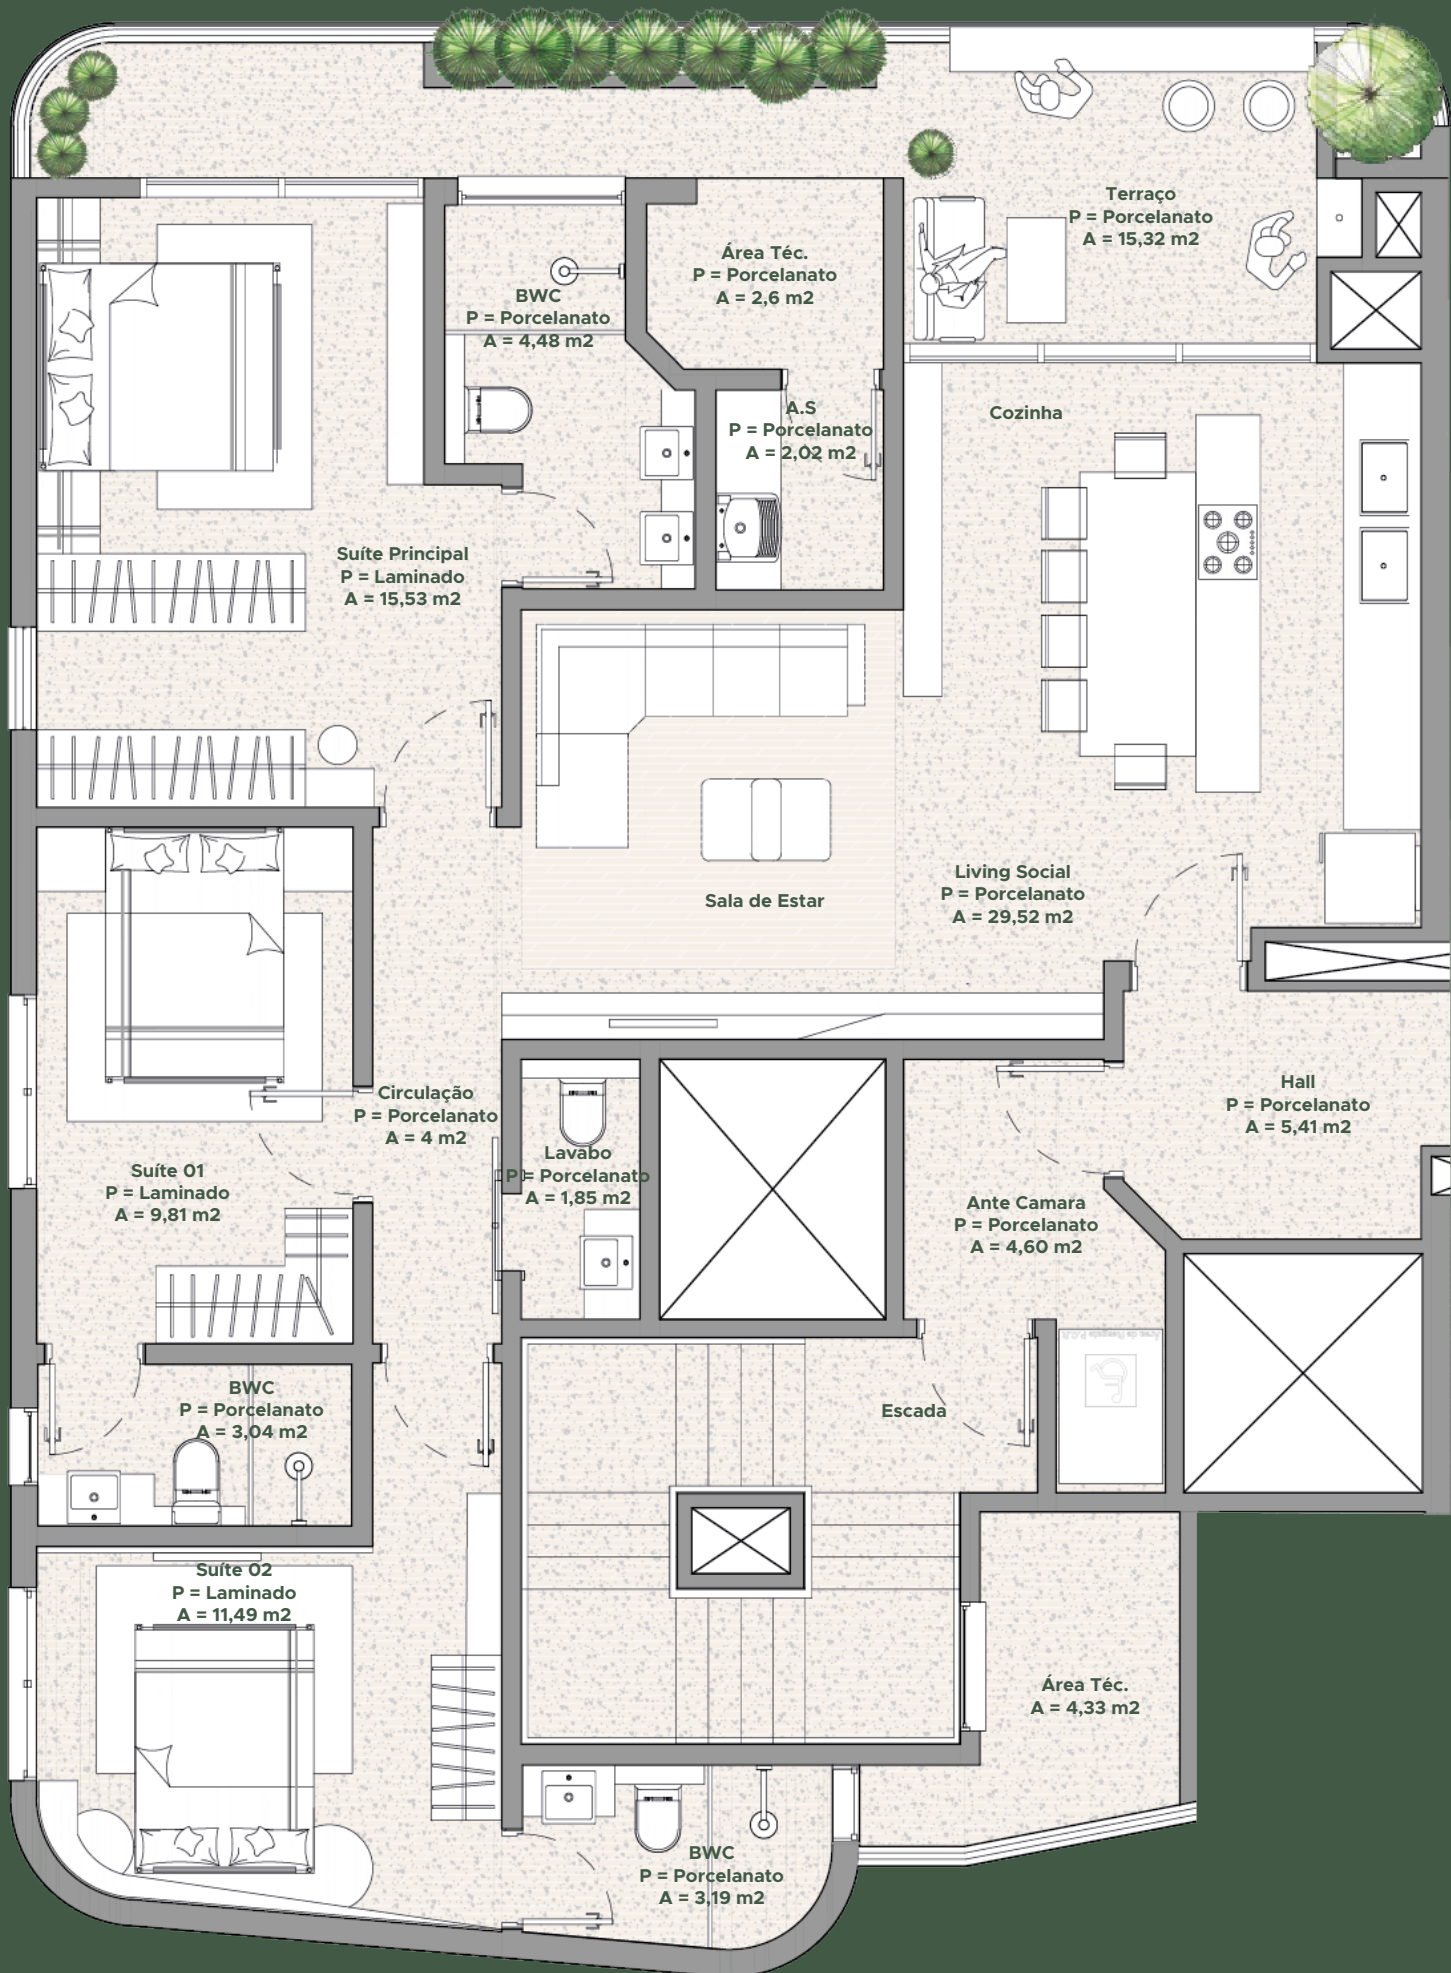 Terraço
P = Porcelanato
A = 15,32 m2
Área Téc.
P = Porcelanato
A = 2,6 m2
BWC
P = Porcelanato
A = 4,48 m2
A.S
P = Porcelanato
A = 2,02 m2
Cozinha
Suíte Principal
P = Laminado
A = 15,53 m2
Living Social
P = Porcelanato
A = 29,52 m2
Sala de Estar
Circulação
P = Porcelanato
A = 4 m2
Hall
P = Porcelanato
A = 5,41 m2
Lavabo
P = Porcelanato
A = 1,85 m2
Suíte 01
P = Laminado
A = 9,81 m2
Ante Camara
P = Porcelanato
A = 4,60 m2
BWC
P = Porcelanato
A = 3,04 m2
Escada
Suíte 02
P = Laminado
A = 11,49 m2
Área Téc.
A = 4,33 m2
BWC
P = Porcelanato
A = 3,19 m2